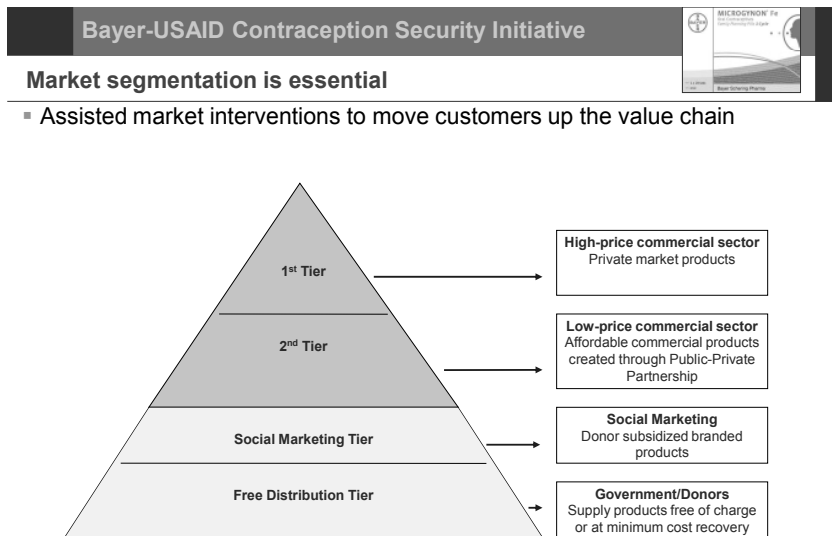 Bayer-USAID Contraception Security Initiative
MICROGYNON® Fe
Bayer Schering Pharma
Market segmentation is essential
Assisted market interventions to move customers up the value chain
1st Tier
High-price commercial sector
Private market products
2nd Tier
Low-price commercial sector
Affordable commercial products
created through Public-Private
Partnership
Social Marketing Tier
Social Marketing
Donor subsidized branded
products
Free Distribution Tier
Government/Donors
Supply products free of charge
or at minimum cost recovery